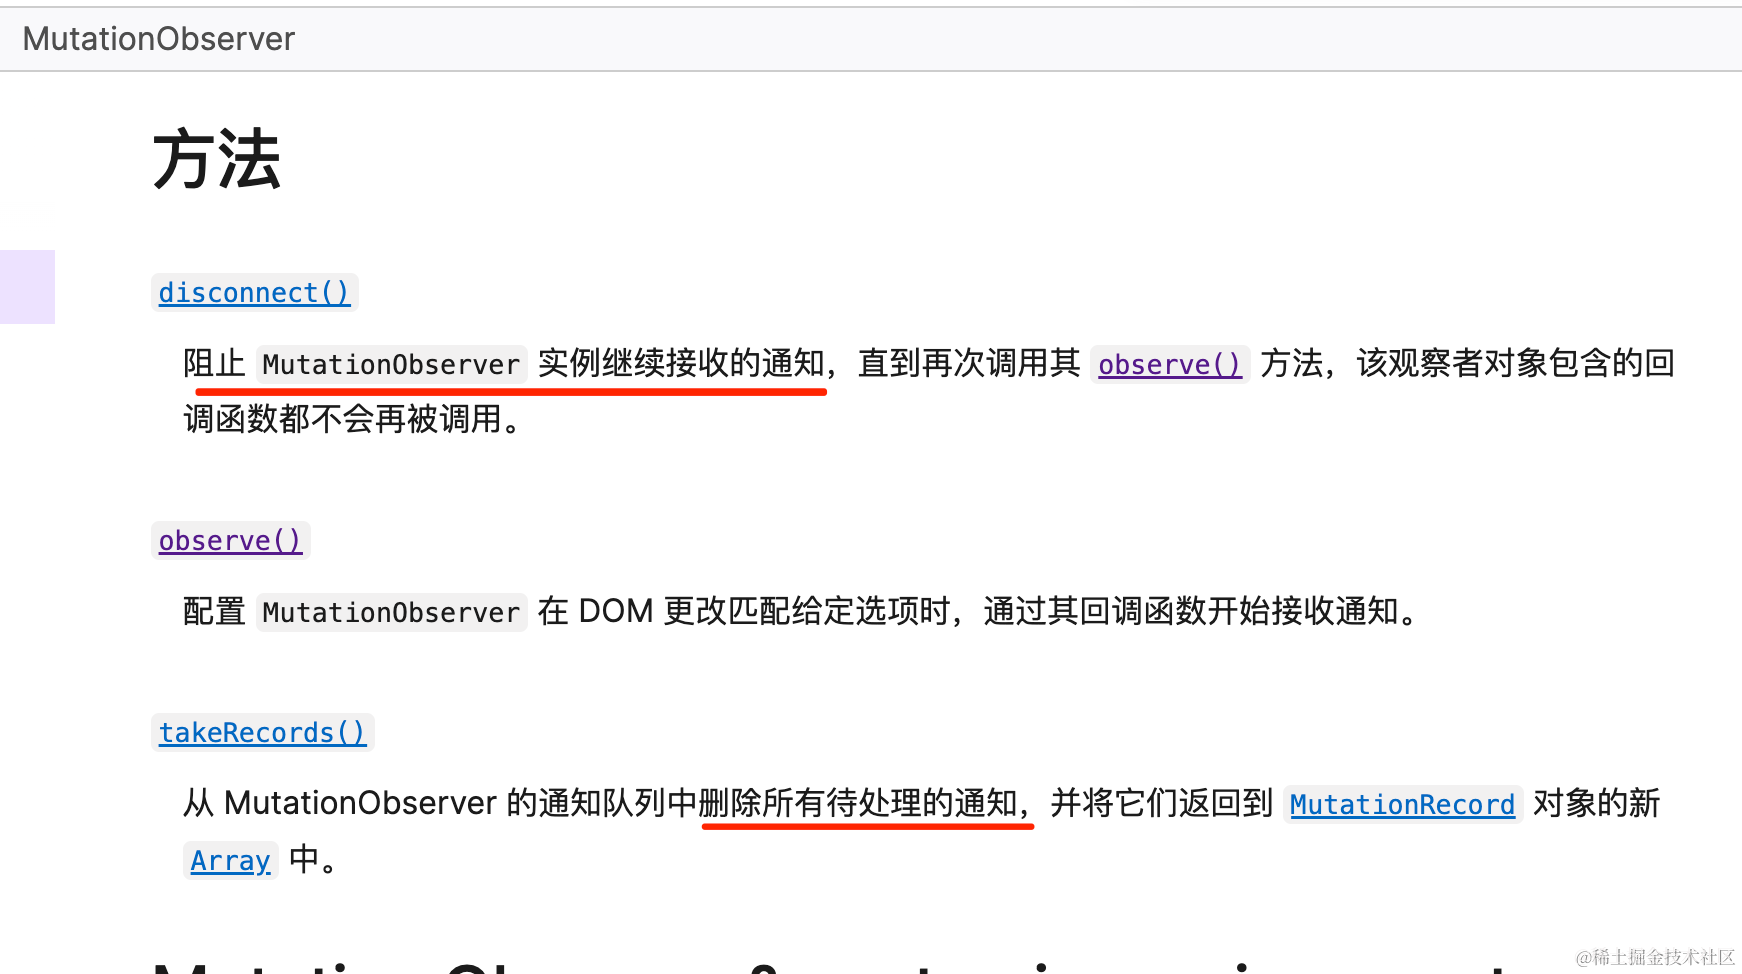 MutationObserver
方法
disconnect()
阻止 MutationObserver 实例继续接收的通知，直到再次调用其 observe() 方法，该观察者对象包含的回
调函数都不会再被调用。
observe()
配置 MutationObserver 在 DOM 更改匹配给定选项时，通过其回调函数开始接收通知。
takeRecords()
从 MutationObserver 的通知队列中删除所有待处理的通知，并将它们返回到 MutationRecord 对象的新
Array 中。
@稀土掘金技术社区